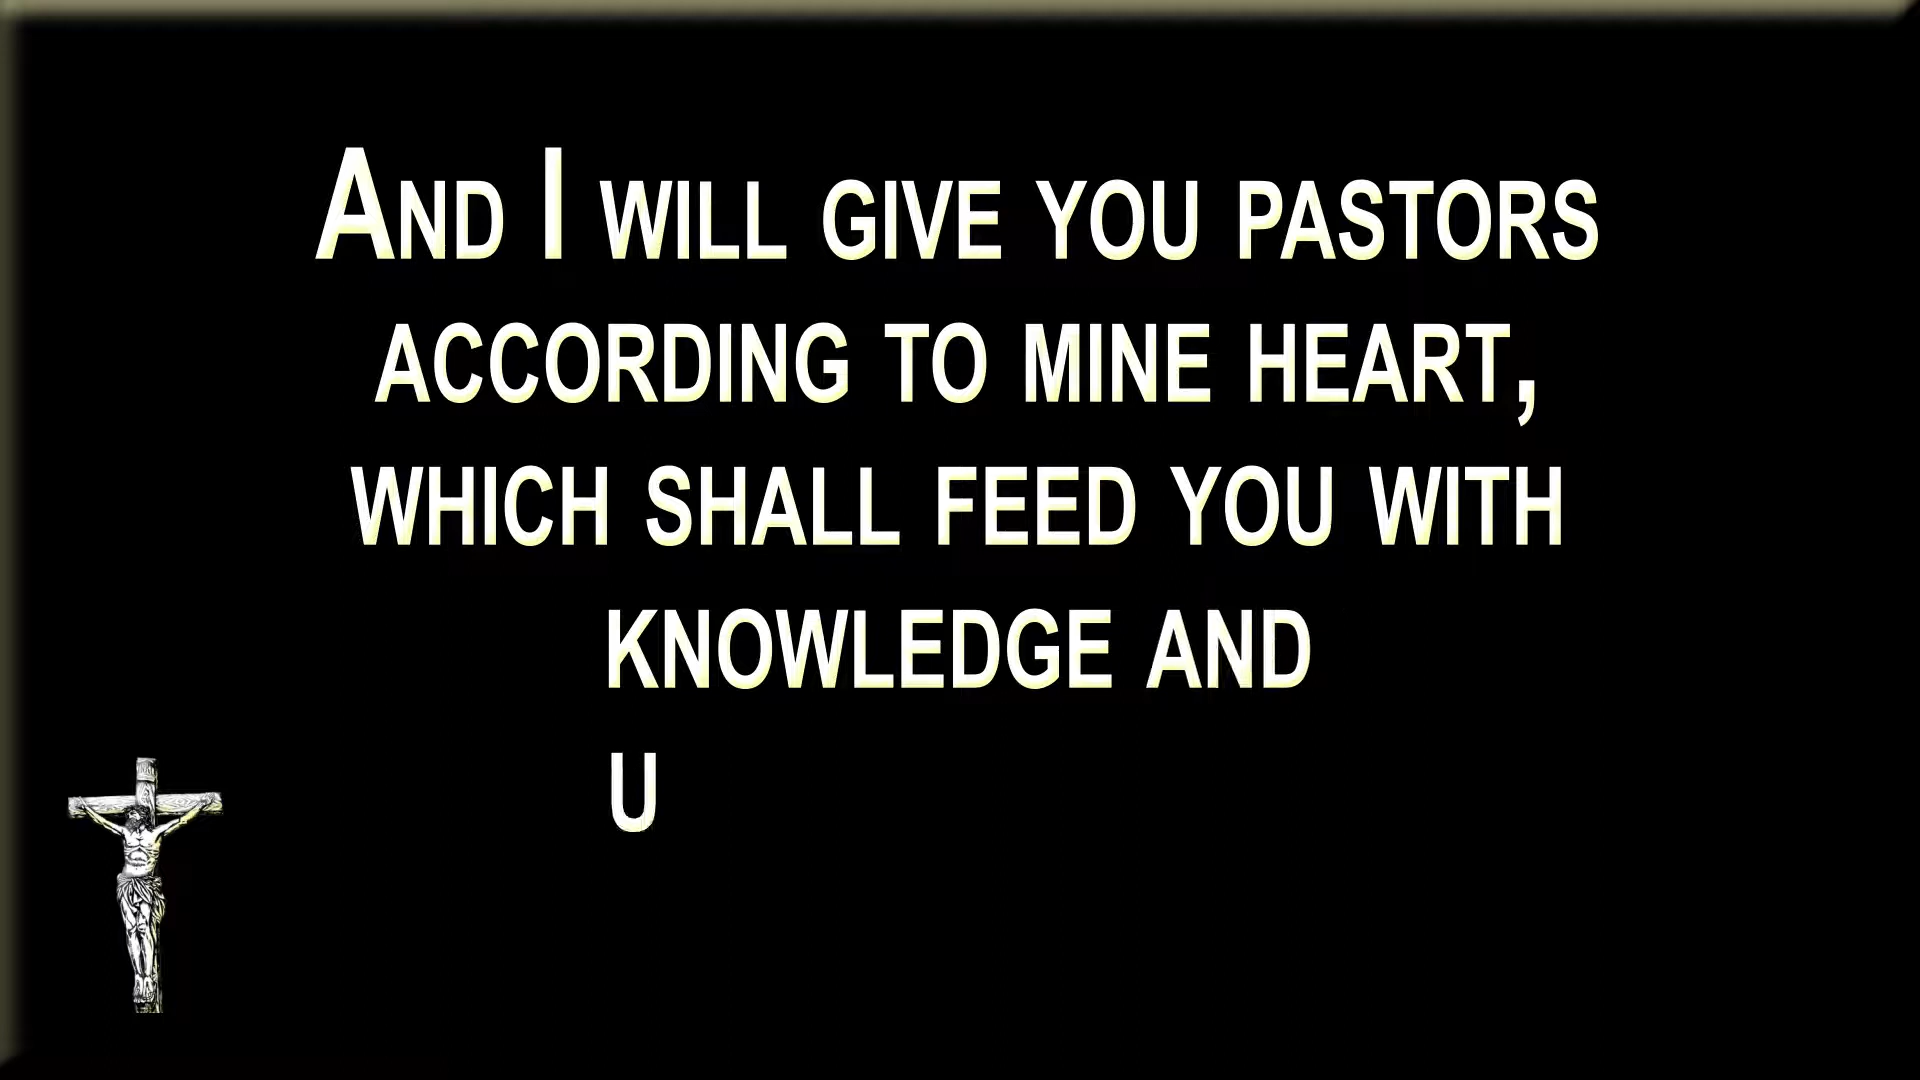 And I will give you pastors
according to mine heart,
which shall feed you with
knowledge and
u